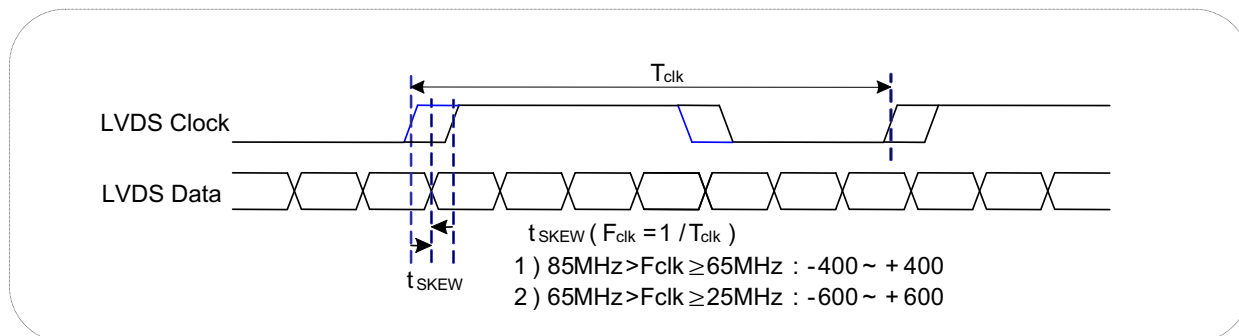 Tclk
LVDS Clock
LVDS Data
tSKEW ( Fclk = 1 / Tclk )
1 ) 85MHz>Fclk≥65MHz : -400 ~ +400
tSKEW
2 ) 65MHz>Fclk≥25MHz : -600 ~ +600